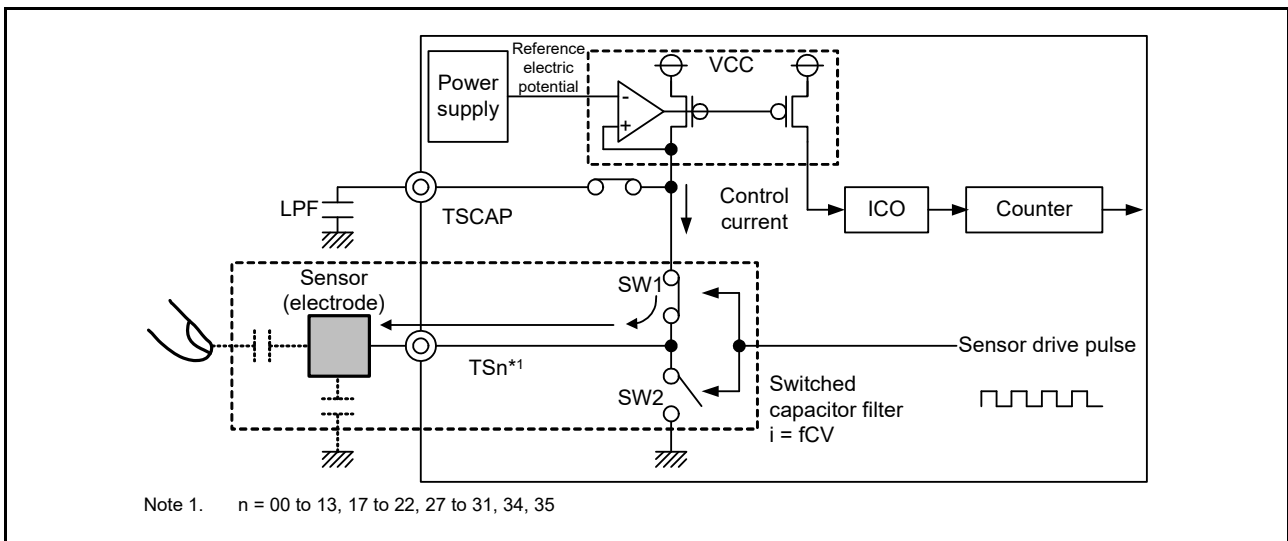 Reference
electric
potential
VCC
Power
supply
-
+
LPF
TSCAP
Control
current
ICO
Counter
Sensor
(electrode)
SW1
TSn*1
Sensor drive pulse
SW2
Switched
capacitor filter
i = fCV
Note 1. n = 00 to 13, 17 to 22, 27 to 31, 34, 35